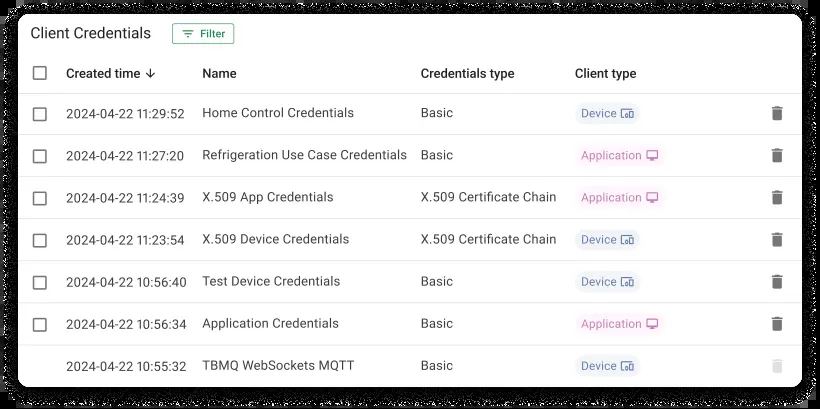 Client Credentials Filter
Created time Name Credentials type Client type
2024-04-22 11:29:52 Home Control Credentials Basic Device
2024-04-22 11:27:20 Refrigeration Use Case Credentials Basic Application
2024-04-22 11:24:39 X.509 App Credentials X.509 Certificate Chain Application
2024-04-22 11:23:54 X.509 Device Credentials X.509 Certificate Chain Device
2024-04-22 10:56:40 Test Device Credentials Basic Device
2024-04-22 10:56:34 Application Credentials Basic Application
2024-04-22 10:55:32 TBMQ WebSockets MQTT Basic Device